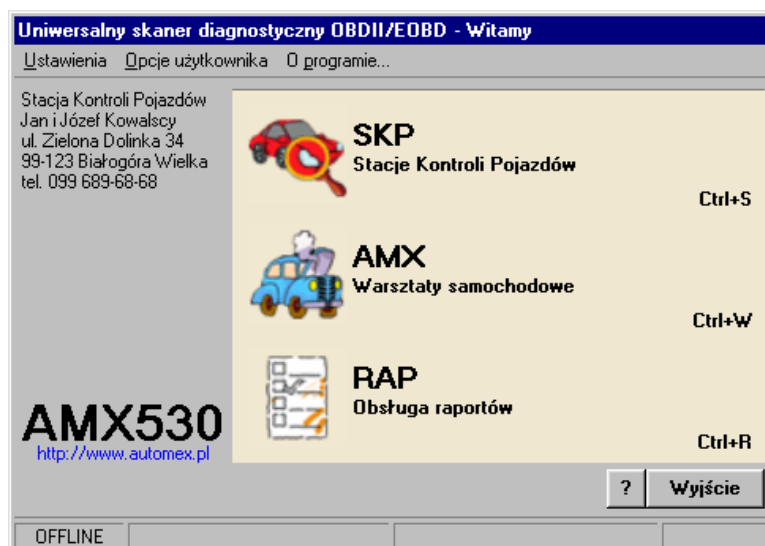 Uniwersalny skaner diagnostyczny OBDII/EOBD - Witamy
Ustawienia Opcje użytkownika O programie...
Stacja Kontroli Pojazdów
Jan i Józef Kowalscy
ul. Zielona Dolinka 34
99-123 Białogóra Wielka
tel. 099 689-68-68
SKP
Stacje Kontroli Pojazdów
Ctrl+S
AMX
Warsztaty samochodowe
Ctrl+W
RAP
Obsługa raportów
Ctrl+R
AMX530
http://www.automex.pl
? Wyjście
OFFLINE